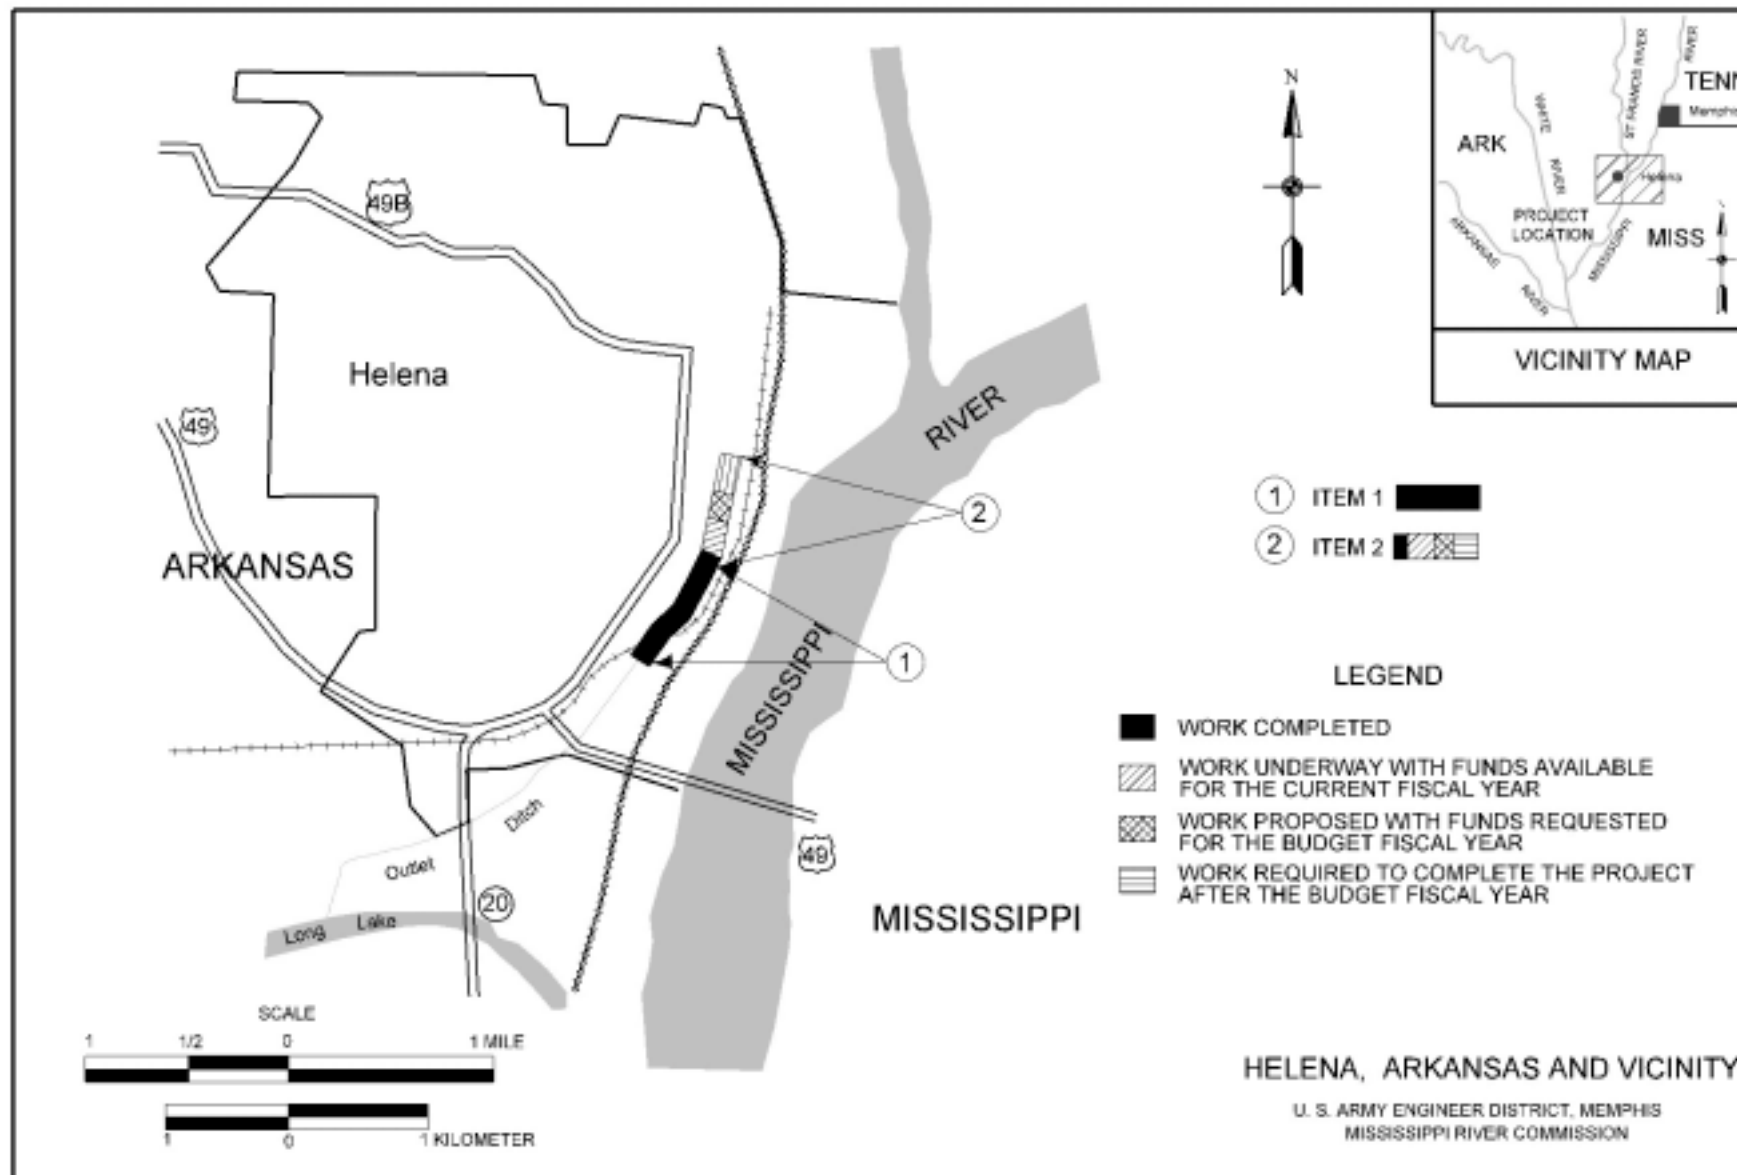 N
49B
Helena
49
ARKANSAS
RIVER
2
1
MISSISSIPPI
Ditch
Outlet
49
20
Long Lake
MISSISSIPPI
SCALE
1 1/2 0 1 MILE
1 0 1 KILOMETER
ST FRANCIS RIVER
RIVER
TENN
Memphis
WHITE RIVER
ARK
Helena
PROJECT
LOCATION
MISS
ARKANSAS RIVER
MISSISSIPPI
VICINITY MAP
1 ITEM 1
2 ITEM 2
LEGEND
WORK COMPLETED
WORK UNDERWAY WITH FUNDS AVAILABLE
FOR THE CURRENT FISCAL YEAR
WORK PROPOSED WITH FUNDS REQUESTED
FOR THE BUDGET FISCAL YEAR
WORK REQUIRED TO COMPLETE THE PROJECT
AFTER THE BUDGET FISCAL YEAR
HELENA, ARKANSAS AND VICINITY
U. S. ARMY ENGINEER DISTRICT, MEMPHIS
MISSISSIPPI RIVER COMMISSION